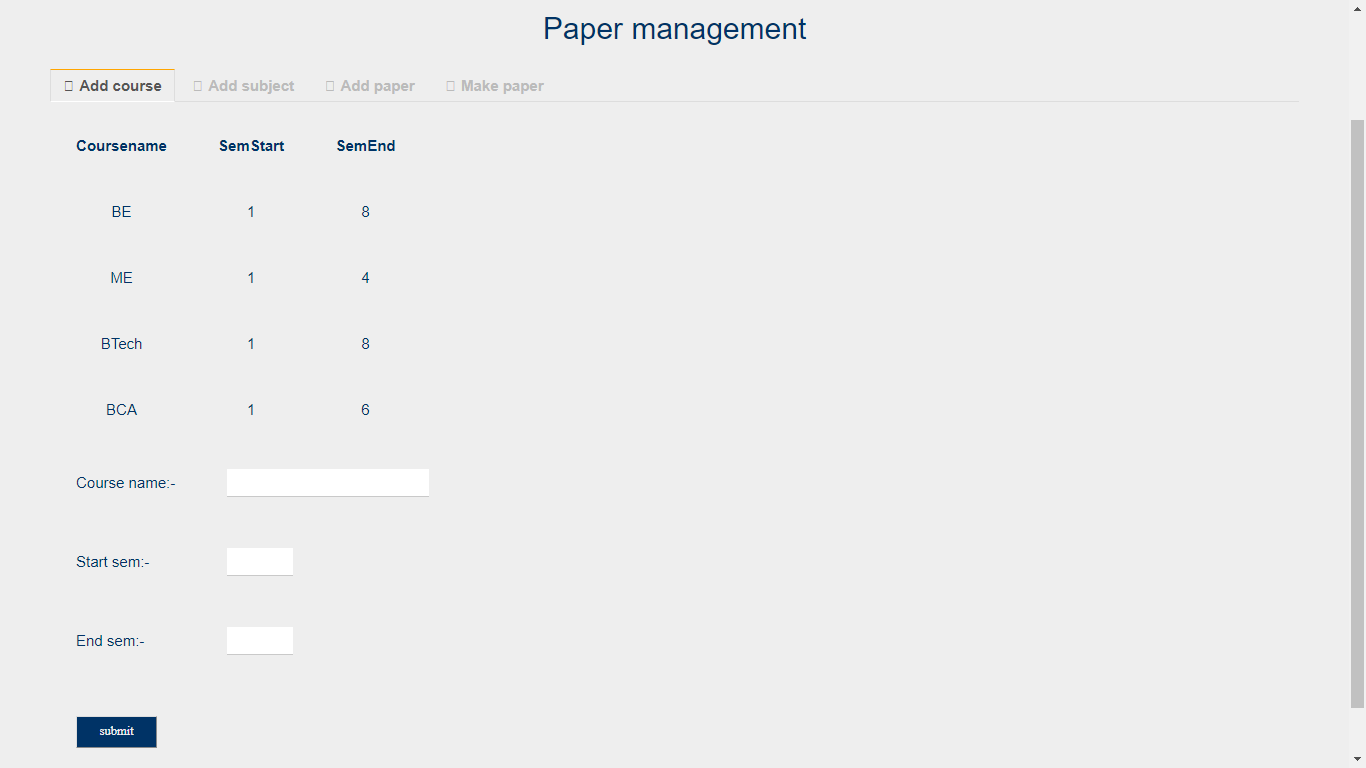 Paper management
Add course Add subject Add paper Make paper
Coursename SemStart SemEnd
BE 1 8
ME 1 4
BTech 1 8
BCA 1 6
Course name:-
Start sem:-
End sem:-
submit